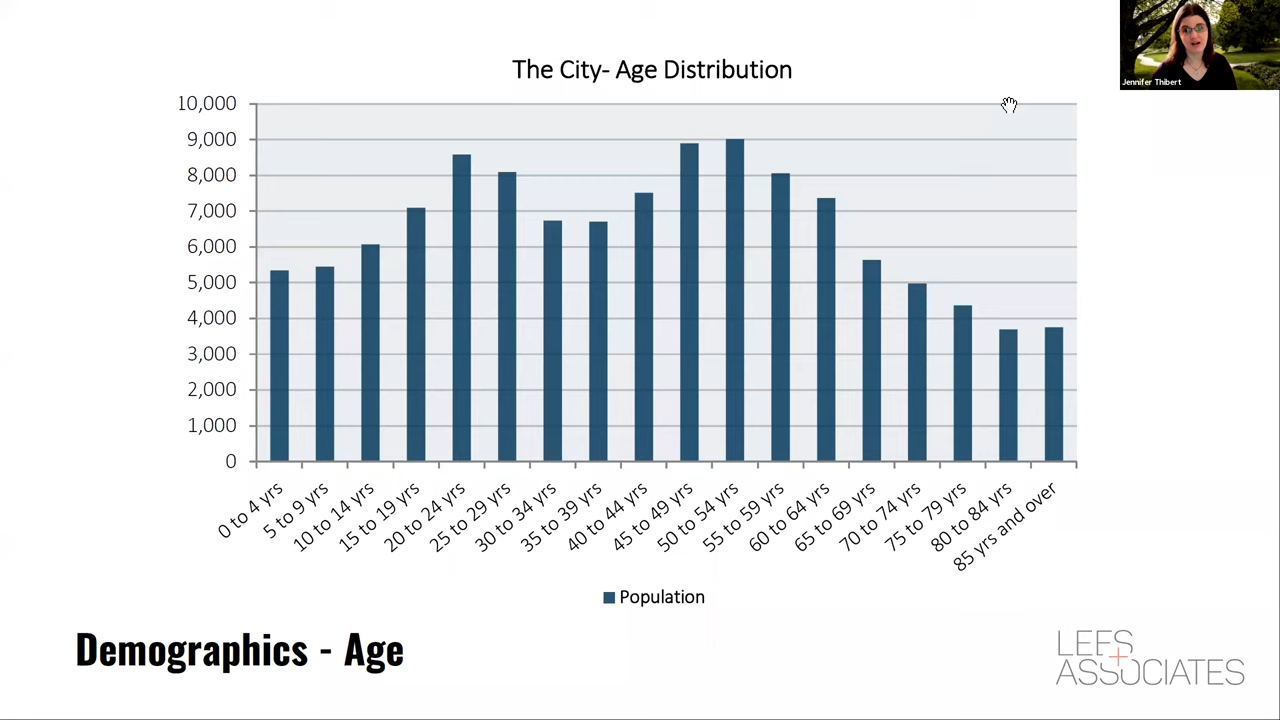 Jennifer Thibert
The City- Age Distribution
10,000
9,000
8,000
7,000
6,000
5,000
4,000
3,000
2,000
1,000
0
0 to 4 yrs
5 to 9 yrs
10 to 14 yrs
15 to 19 yrs
20 to 24 yrs
25 to 29 yrs
30 to 34 yrs
35 to 39 yrs
40 to 44 yrs
45 to 49 yrs
50 to 54 yrs
55 to 59 yrs
60 to 64 yrs
65 to 69 yrs
70 to 74 yrs
75 to 79 yrs
80 to 84 yrs
85 yrs and over
Population
Demographics - Age
LEES
+
ASSOCIATES